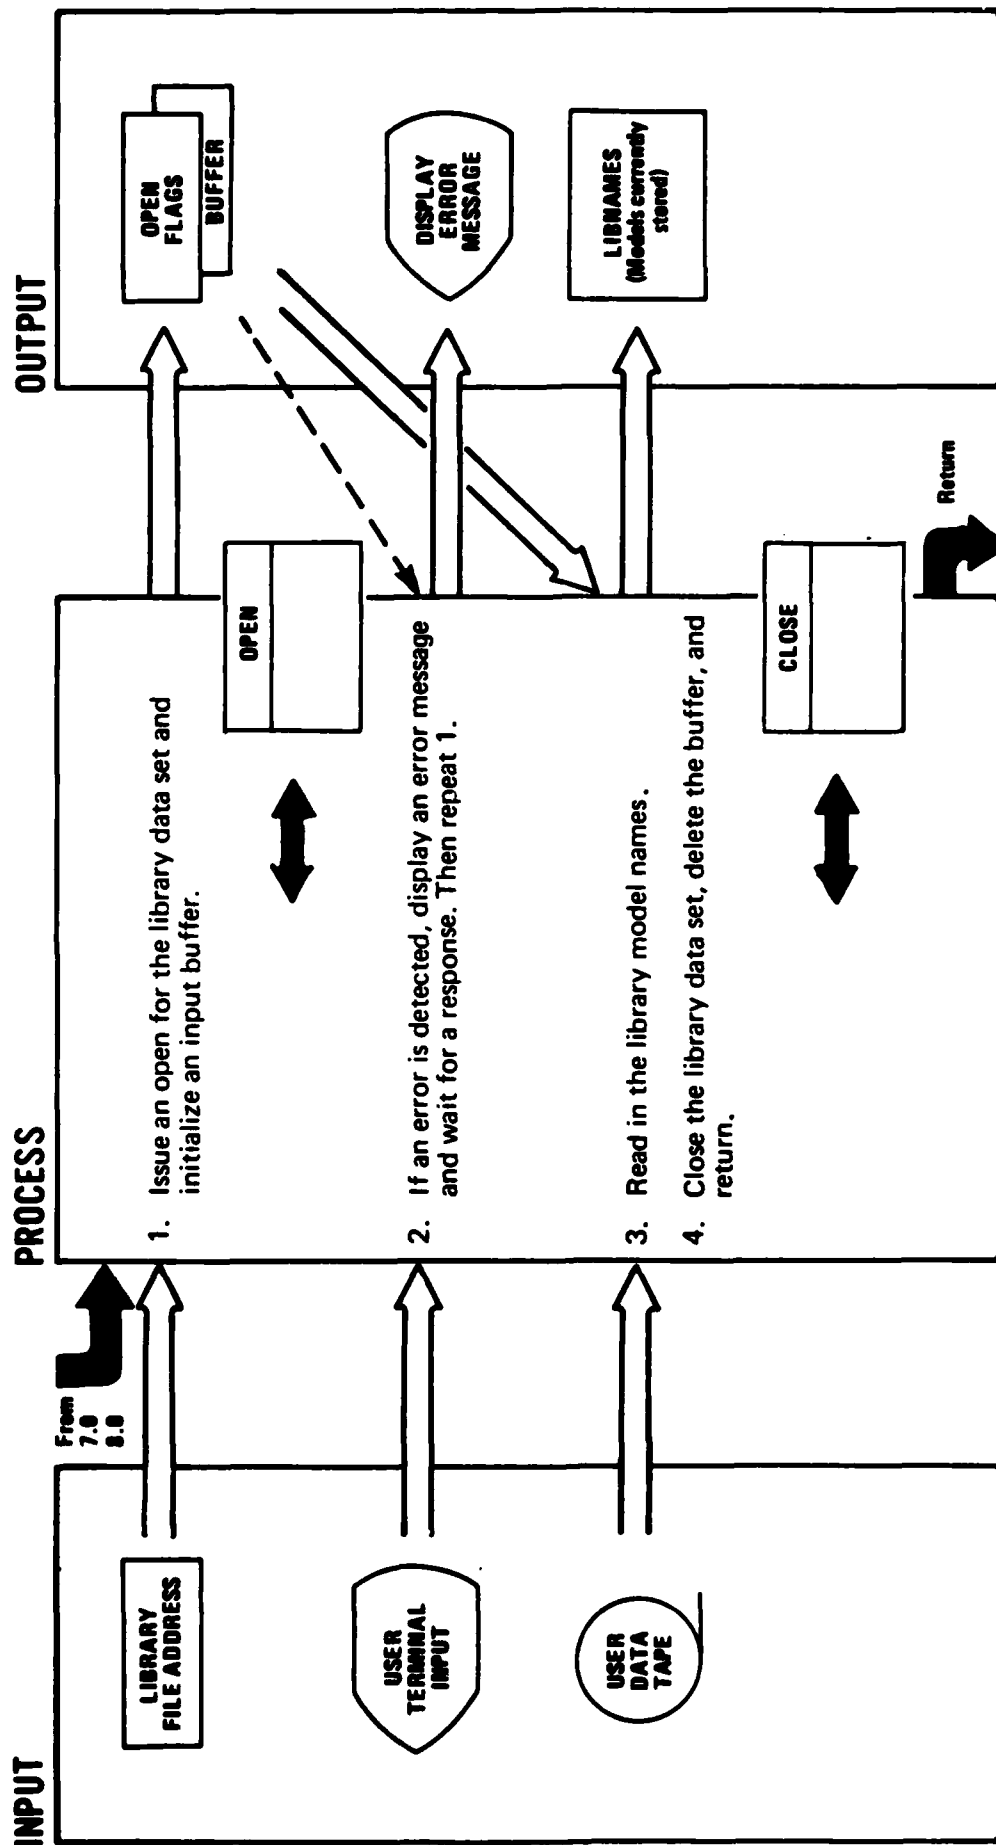 INPUT
PROCESS
OUTPUT
From
7.0
8.0
LIBRARY
FILE ADDRESS
1. Issue an open for the library data set and
initialize an input buffer.
OPEN
FLAGS
BUFFER
OPEN
USER
TERMINAL
INPUT
2. If an error is detected, display an error message
and wait for a response. Then repeat 1.
DISPLAY
ERROR
MESSAGE
USER
DATA
TAPE
3. Read in the library model names.
LIBNAMES
(Models currently
stored)
4. Close the library data set, delete the buffer, and
return.
CLOSE
Return